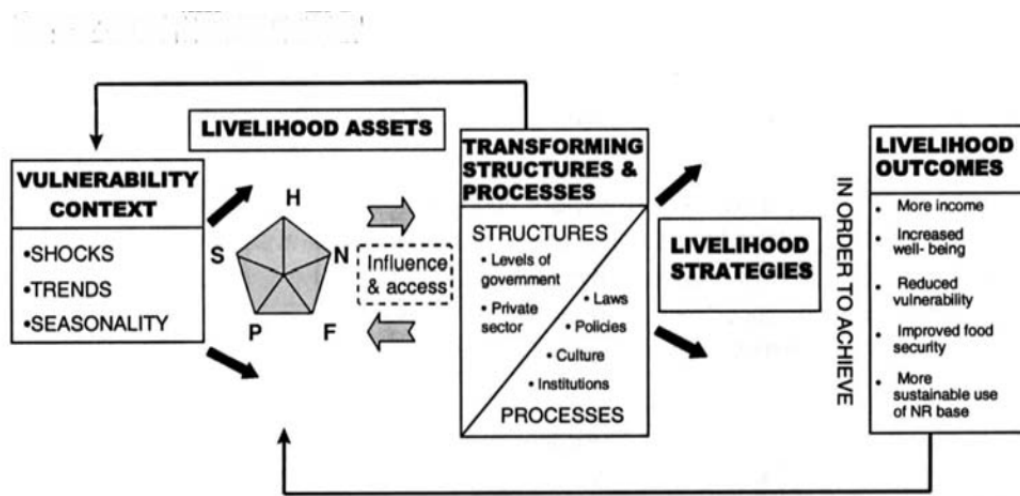 LIVELIHOOD ASSETS
VULNERABILITY
CONTEXT
•SHOCKS
•TRENDS
•SEASONALITY
H
S
N
P
F
Influence
& access
TRANSFORMING
STRUCTURES &
PROCESSES
STRUCTURES
• Levels of
government
• Private
sector
• Laws
• Policies
• Culture
• Institutions
PROCESSES
LIVELIHOOD
STRATEGIES
IN ORDER TO ACHIEVE
LIVELIHOOD
OUTCOMES
• More income
• Increased
well- being
• Reduced
vulnerability
• Improved food
security
• More
sustainable use
of NR base